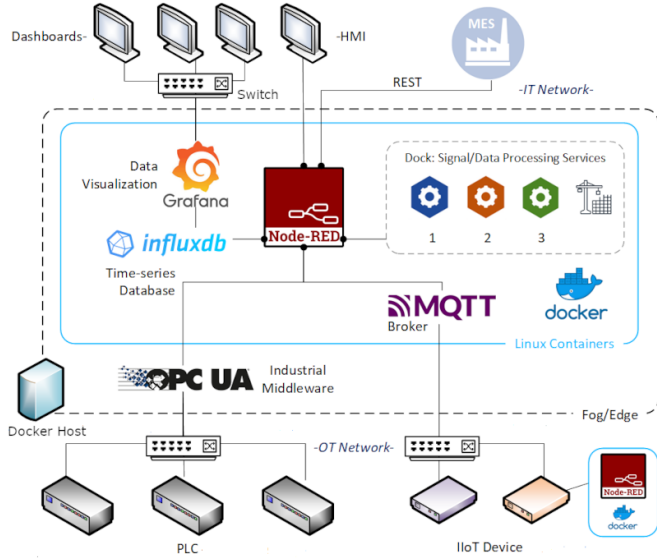 Dashboards-
-HMI
MES
REST
-IT Network-
Switch
Data
Visualization
Grafana
Dock: Signal/Data Processing Services
1
2
3
Node-RED
influxdb
Time-series
Database
MQTT
Broker
docker
Linux Containers
OPC UA
Industrial
Middleware
Docker Host
Fog/Edge
-OT Network-
Node-RED
docker
PLC
IIoT Device